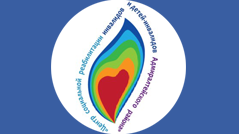 «Центр социальной реабилитации инвалидов
и детей-инвалидов Адмиралтейского района»